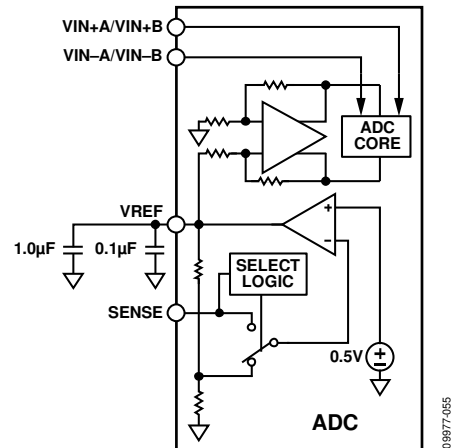 VIN+A/VIN+B
VIN–A/VIN–B
ADC
CORE
VREF
+
–
1.0µF
0.1µF
SELECT
LOGIC
SENSE
0.5V
+
–
ADC
09977-055